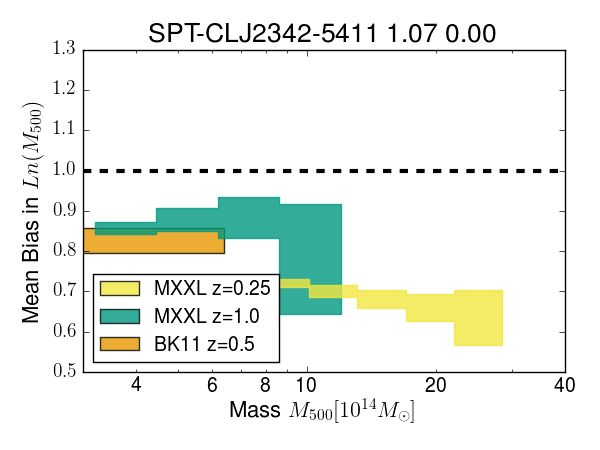 SPT-CLJ2342-5411 1.07 0.00
Mean Bias in Ln(M₅₀₀)
1.3
1.2
1.1
1.0
0.9
0.8
0.7
0.6
0.5
MXXL z=0.25
MXXL z=1.0
BK11 z=0.5
4 6 8 10 20 40
Mass M₅₀₀[10¹⁴M☉]